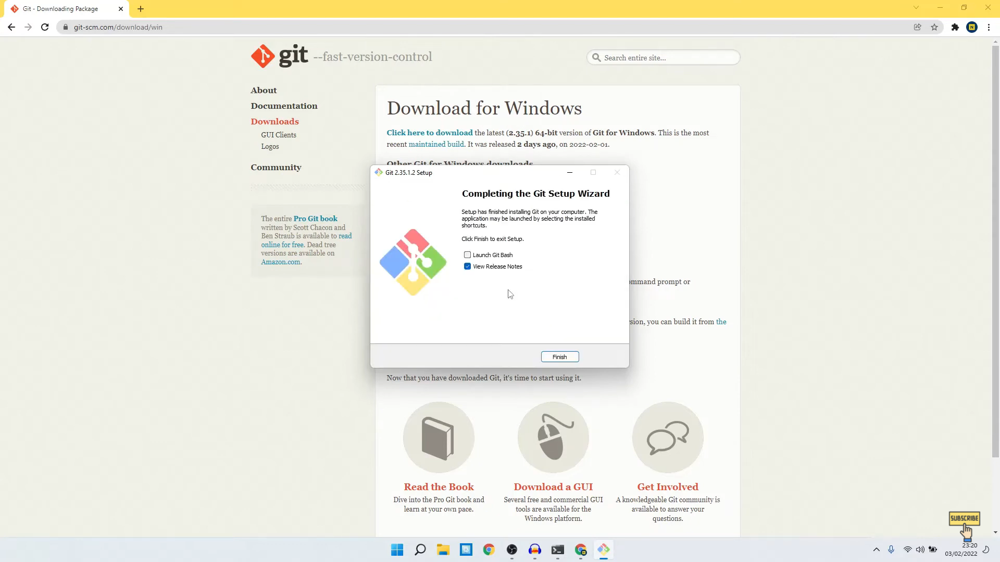 Git - Downloading Package
git-scm.com/download/win
N
git --fast-version-control
Search entire site...
About
Documentation
Downloads
GUI Clients
Logos
Community
The entire Pro Git book
written by Scott Chacon and
Ben Straub is available to read
online for free. Dead tree
versions are available on
Amazon.com.
Download for Windows
Click here to download the latest (2.35.1) 64-bit version of Git for Windows. This is the most
recent maintained build. It was released 2 days ago, on 2022-02-01.
Other Git for Windows downloads
Git 2.35.1.2 Setup
Completing the Git Setup Wizard
Setup has finished installing Git on your computer. The
application may be launched by selecting the installed
shortcuts.
Click Finish to exit Setup.
Launch Git Bash
View Release Notes
Finish
ommand prompt or
sion, you can build it from the
Now that you have downloaded Git, it's time to start using it.
Read the Book
Dive into the Pro Git book and
learn at your own pace.
Download a GUI
Several free and commercial GUI
tools are available for the
Windows platform.
Get Involved
A knowledgeable Git community is
available to answer your
questions.
SUBSCRIBE
23:20
03/02/2022